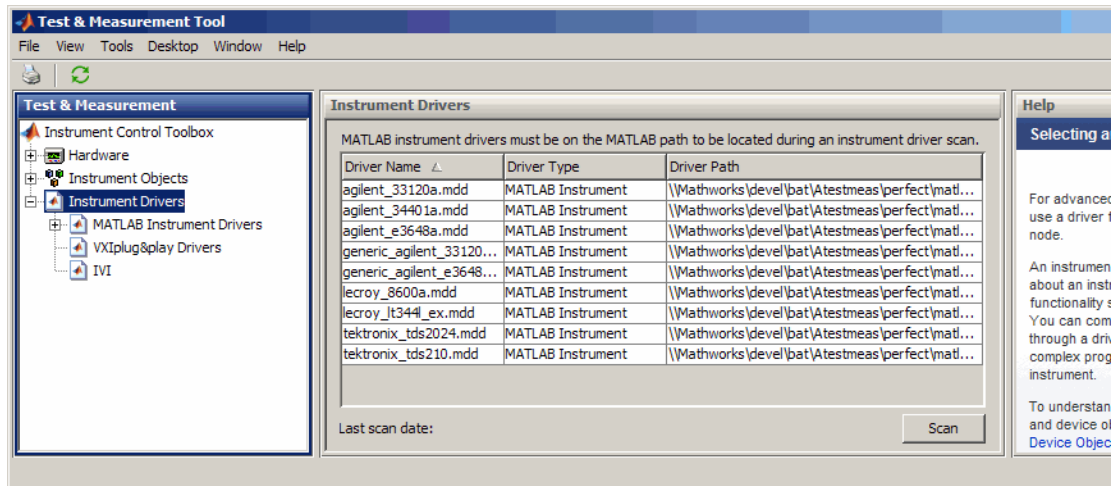 Test & Measurement Tool
File View Tools Desktop Window Help
Test & Measurement
Instrument Control Toolbox
Hardware
Instrument Objects
Instrument Drivers
MATLAB Instrument Drivers
VXIplug&play Drivers
IVI
Instrument Drivers
MATLAB instrument drivers must be on the MATLAB path to be located during an instrument driver scan.
Driver Name Driver Type Driver Path
agilent_33120a.mdd MATLAB Instrument \\Mathworks\devel\bat\Atestmeas\perfect\matl...
agilent_34401a.mdd MATLAB Instrument \\Mathworks\devel\bat\Atestmeas\perfect\matl...
agilent_e3648a.mdd MATLAB Instrument \\Mathworks\devel\bat\Atestmeas\perfect\matl...
generic_agilent_33120... MATLAB Instrument \\Mathworks\devel\bat\Atestmeas\perfect\matl...
generic_agilent_e3648... MATLAB Instrument \\Mathworks\devel\bat\Atestmeas\perfect\matl...
lecroy_8600a.mdd MATLAB Instrument \\Mathworks\devel\bat\Atestmeas\perfect\matl...
lecroy_lt344l_ex.mdd MATLAB Instrument \\Mathworks\devel\bat\Atestmeas\perfect\matl...
tektronix_tds2024.mdd MATLAB Instrument \\Mathworks\devel\bat\Atestmeas\perfect\matl...
tektronix_tds210.mdd MATLAB Instrument \\Mathworks\devel\bat\Atestmeas\perfect\matl...
Last scan date:
Scan
Help
Selecting
For advanced
use a driver
node.
An
about an
functionality
You can
through a
complex
instrument.
To
and device
Device